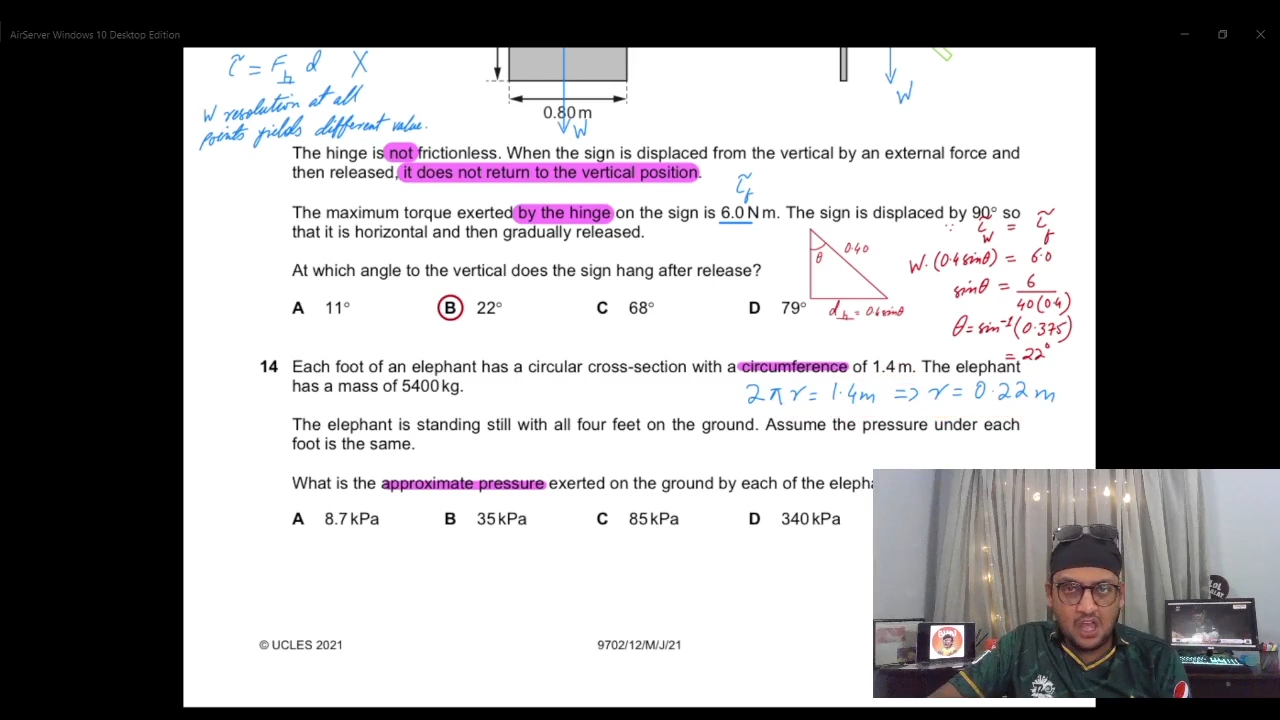 AirServer Windows 10 Desktop Edition
τ = F⊥ d X
W resolution at all
points yields different value.
0.80 m
W
W
The hinge is not frictionless. When the sign is displaced from the vertical by an external force and
then released, it does not return to the vertical position.
τf
The maximum torque exerted by the hinge on the sign is 6.0 N m. The sign is displaced by 90° so
that it is horizontal and then gradually released.
∵ τW = τf
W. (0.4 sinθ) = 6.0
sinθ = 6 / 40(0.4)
θ = sin⁻¹(0.375)
= 22°
θ
0.40
At which angle to the vertical does the sign hang after release?
A 11° B 22° C 68° D 79°
14 Each foot of an elephant has a circular cross-section with a circumference of 1.4 m. The elephant
has a mass of 5400 kg.
2πr = 1.4m => r = 0.22 m
The elephant is standing still with all four feet on the ground. Assume the pressure under each
foot is the same.
What is the approximate pressure exerted on the ground by each of the elepha
A 8.7 kPa B 35 kPa C 85 kPa D 340 kPa
© UCLES 2021
9702/12/M/J/21